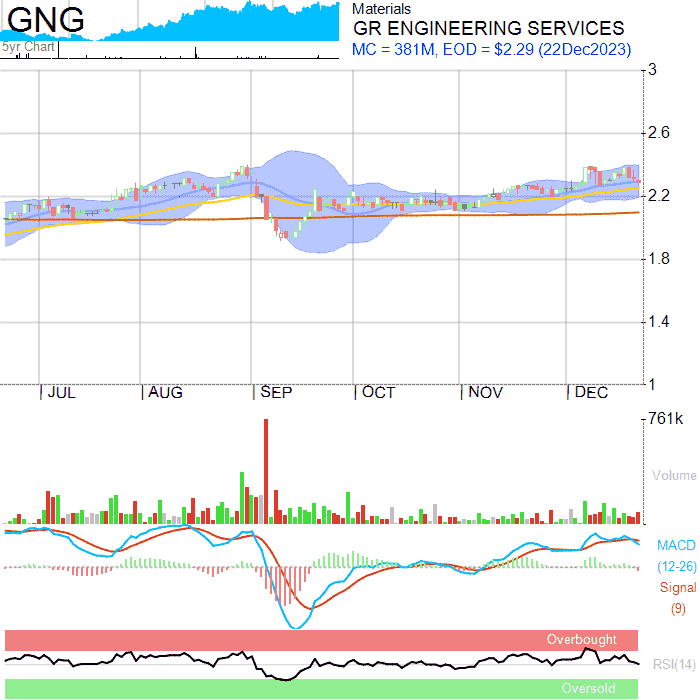 GNG
5yr Chart
Materials
GR ENGINEERING SERVICES
MC = 381M, EOD = $2.29 (22Dec2023)
3
2.6
2.2
1.8
1.4
1
JUL AUG SEP OCT NOV DEC
761k
Volume
MACD
(12-26)
Signal
(9)
Overbought
RSI(14)
Oversold